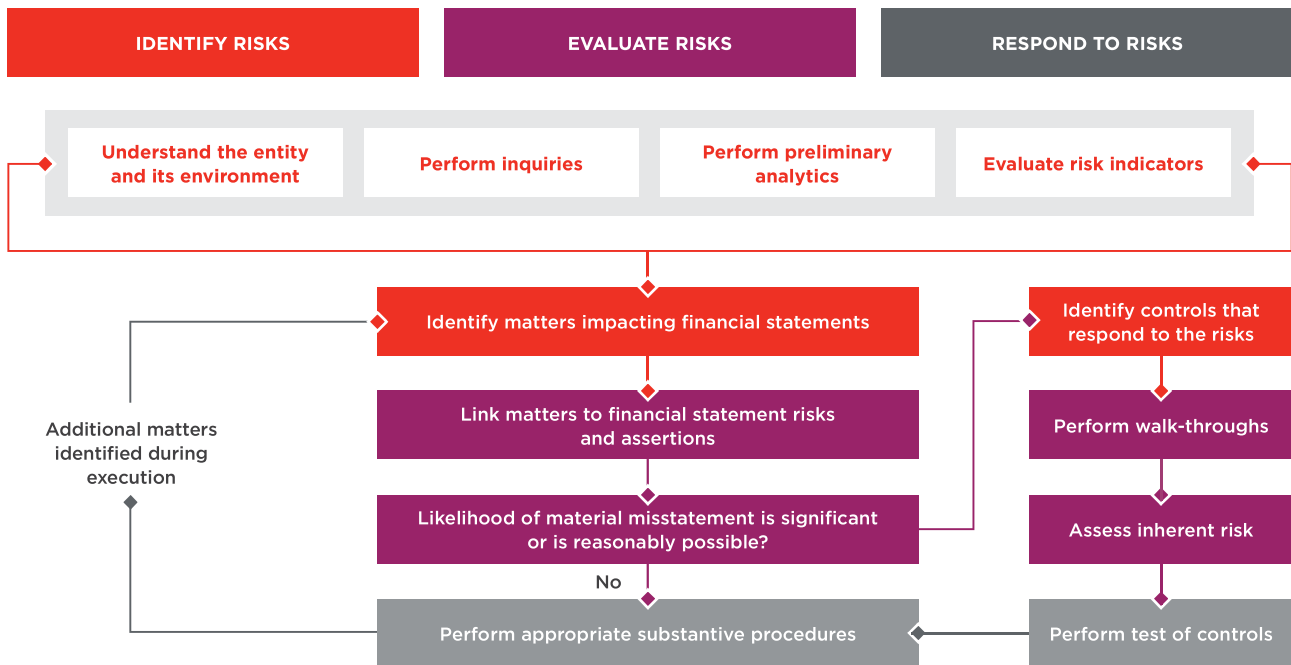 IDENTIFY RISKS
EVALUATE RISKS
RESPOND TO RISKS
Understand the entity
and its environment
Perform inquiries
Perform preliminary
analytics
Evaluate risk indicators
Identify matters impacting financial statements
Identify controls that
respond to the risks
Link matters to financial statement risks
and assertions
Perform walk-throughs
Additional matters
identified during
execution
Likelihood of material misstatement is significant
or is reasonably possible?
Assess inherent risk
No
Perform appropriate substantive procedures
Perform test of controls